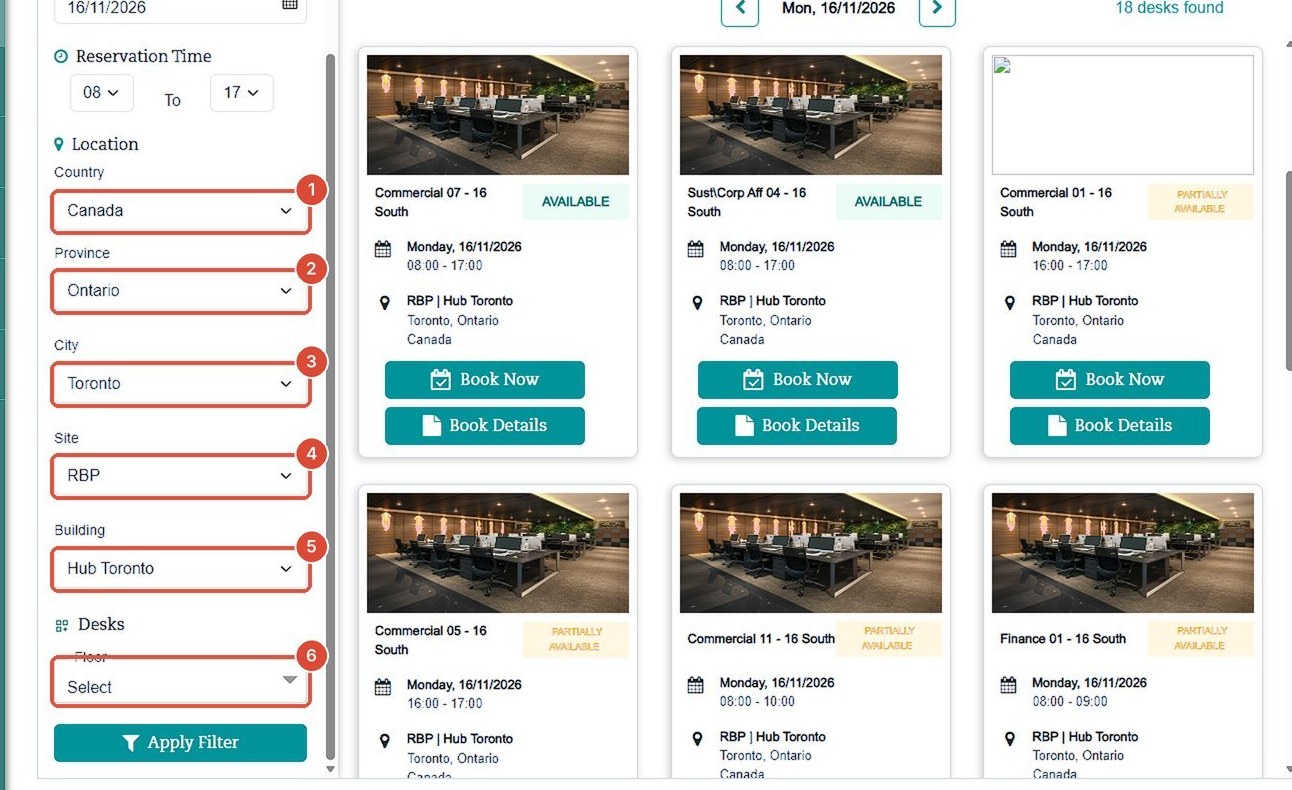 16/11/2026
Reservation Time
08
To
17
Location
Country
Canada
1
Province
Ontario
2
City
Toronto
3
Site
RBP
4
Building
Hub Toronto
5
Desks
Floor
Select
6
Apply Filter
Mon, 16/11/2026
18 desks found
Commercial 07 - 16
South
AVAILABLE
Monday, 16/11/2026
08:00 - 17:00
RBP | Hub Toronto
Toronto, Ontario
Canada
Book Now
Book Details
Sust\Corp Aff 04 - 16
South
AVAILABLE
Monday, 16/11/2026
08:00 - 17:00
RBP | Hub Toronto
Toronto, Ontario
Canada
Book Now
Book Details
Commercial 01 - 16
South
PARTIALLY
AVAILABLE
Monday, 16/11/2026
16:00 - 17:00
RBP | Hub Toronto
Toronto, Ontario
Canada
Book Now
Book Details
Commercial 05 - 16
South
PARTIALLY
AVAILABLE
Monday, 16/11/2026
16:00 - 17:00
RBP | Hub Toronto
Toronto, Ontario
Canada
Commercial 11 - 16 South
PARTIALLY
AVAILABLE
Monday, 16/11/2026
08:00 - 10:00
RBP | Hub Toronto
Toronto, Ontario
Canada
Finance 01 - 16 South
PARTIALLY
AVAILABLE
Monday, 16/11/2026
08:00 - 09:00
RBP | Hub Toronto
Toronto, Ontario
Canada